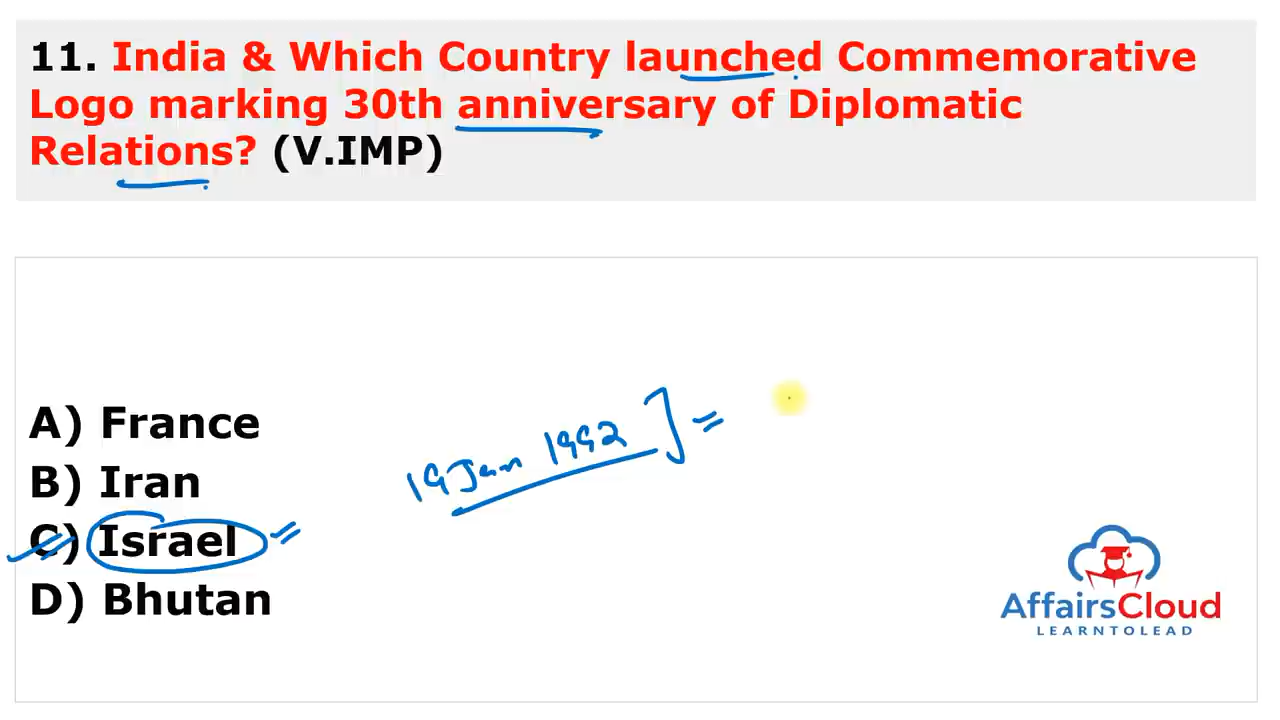 11. India & Which Country launched Commemorative
Logo marking 30th anniversary of Diplomatic
Relations? (V.IMP)
A) France
19 Jan 1992 ] =
B) Iran
C) Israel =
D) Bhutan
AffairsCloud
LEARNTOLEAD